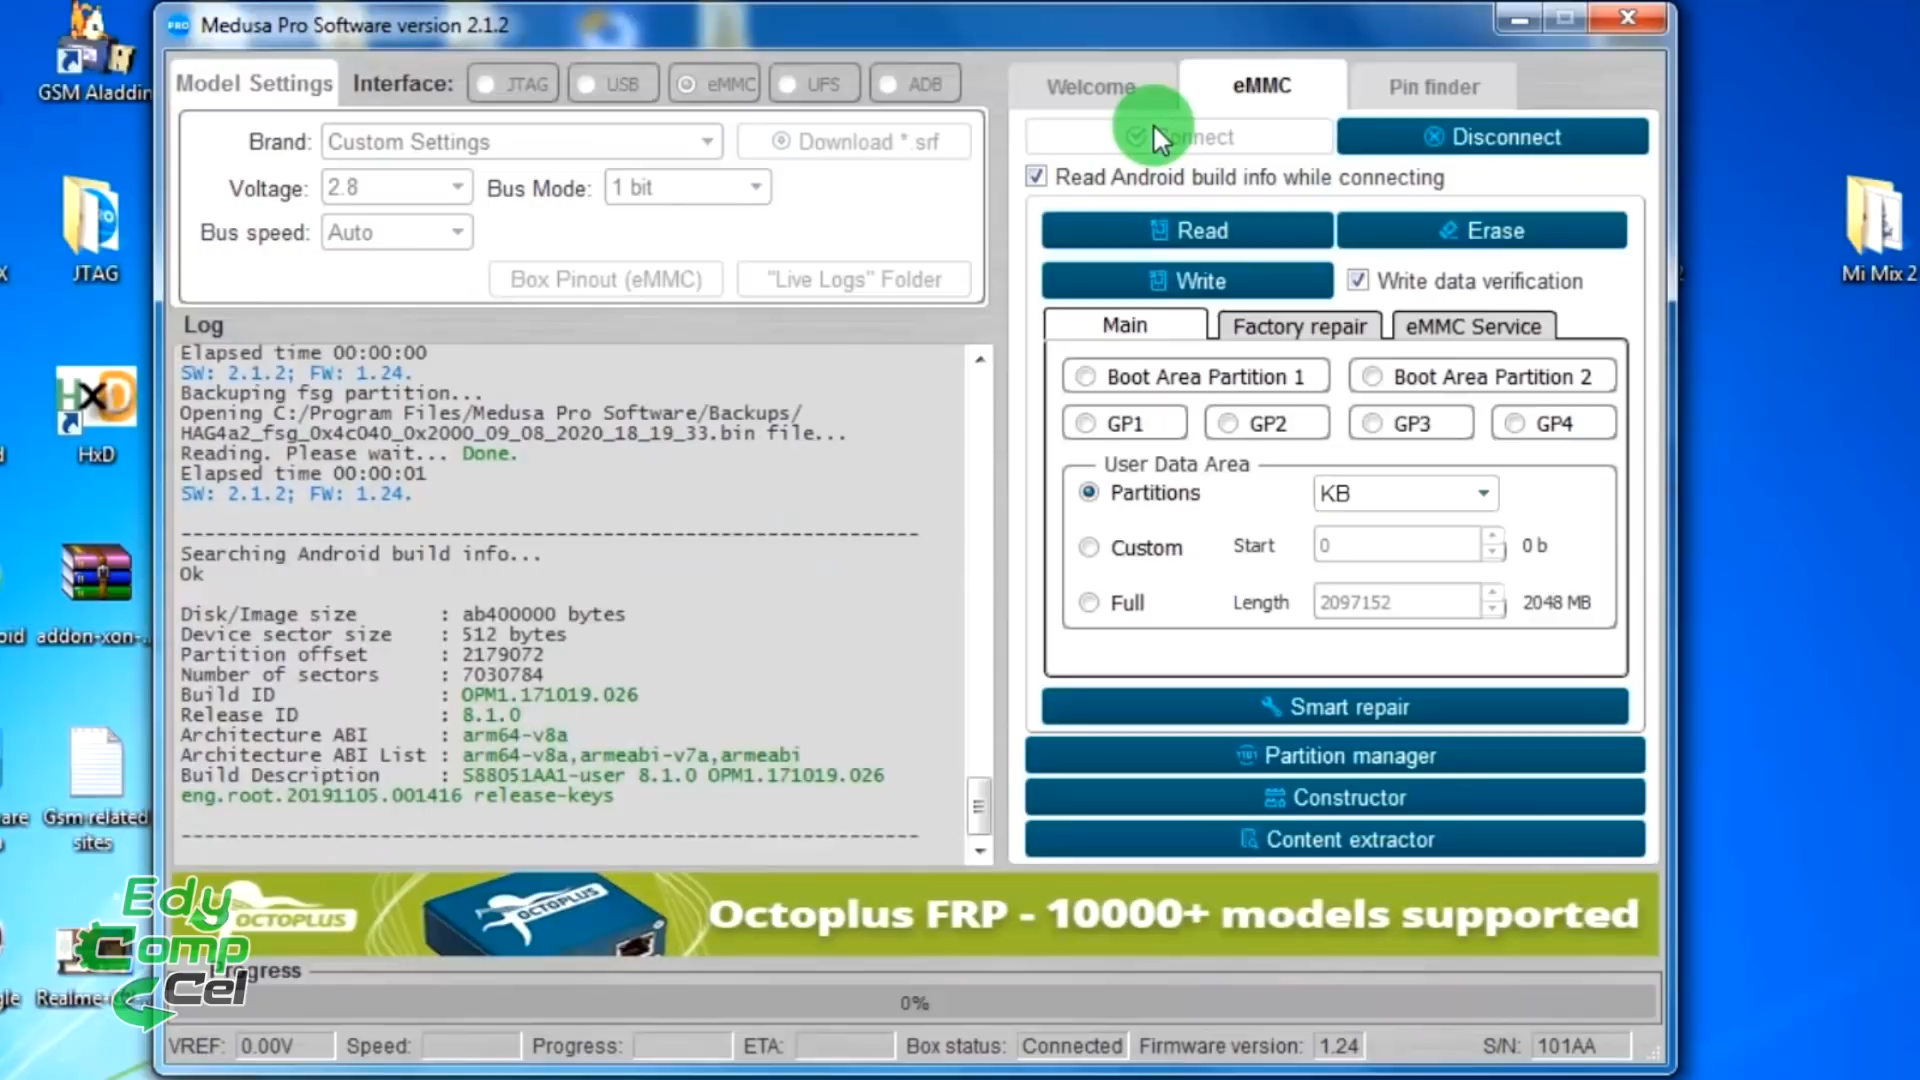 GSM Aladdin
JTAG
HxD
HxD
addon-xon-...
Gsm related
sites
Mi Mix 2
Medusa Pro Software version 2.1.2
Model Settings
Interface:
JTAG
USB
eMMC
UFS
ADB
Brand:
Custom Settings
Download *.srf
Voltage:
2.8
Bus Mode:
1 bit
Bus speed:
Auto
Box Pinout (eMMC)
"Live Logs" Folder
Log
Elapsed time 00:00:00
SW: 2.1.2; FW: 1.24.
Backuping fsg partition...
Opening C:/Program Files/Medusa Pro Software/Backups/
HAG4a2_fsg_0x4c040_0x2000_09_08_2020_18_19_33.bin file...
Reading. Please wait... Done.
Elapsed time 00:00:01
SW: 2.1.2; FW: 1.24.
Searching Android build info...
Ok
Disk/Image size : ab400000 bytes
Device sector size : 512 bytes
Partition offset : 2179072
Number of sectors : 7030784
Build ID : OPM1.171019.026
Release ID : 8.1.0
Architecture ABI : arm64-v8a
Architecture ABI List : arm64-v8a,armeabi-v7a,armeabi
Build Description : S88051AA1-user 8.1.0 OPM1.171019.026
eng.root.20191105.001416 release-keys
Welcome
eMMC
Pin finder
Disconnect
Read Android build info while connecting
Read
Erase
Write
Write data verification
Main
Factory repair
eMMC Service
Boot Area Partition 1
Boot Area Partition 2
GP1
GP2
GP3
GP4
User Data Area
Partitions
KB
Custom
Start
0
0 b
Full
Length
2097152
2048 MB
Smart repair
Partition manager
Constructor
Content extractor
OCTOPLUS
OCTOPLUS
Octoplus FRP - 10000+ models supported
Edy
Comp
Cel
Progress
0%
VREF: 0.00V
Speed:
Progress:
ETA:
Box status: Connected
Firmware version: 1.24
S/N: 101AA